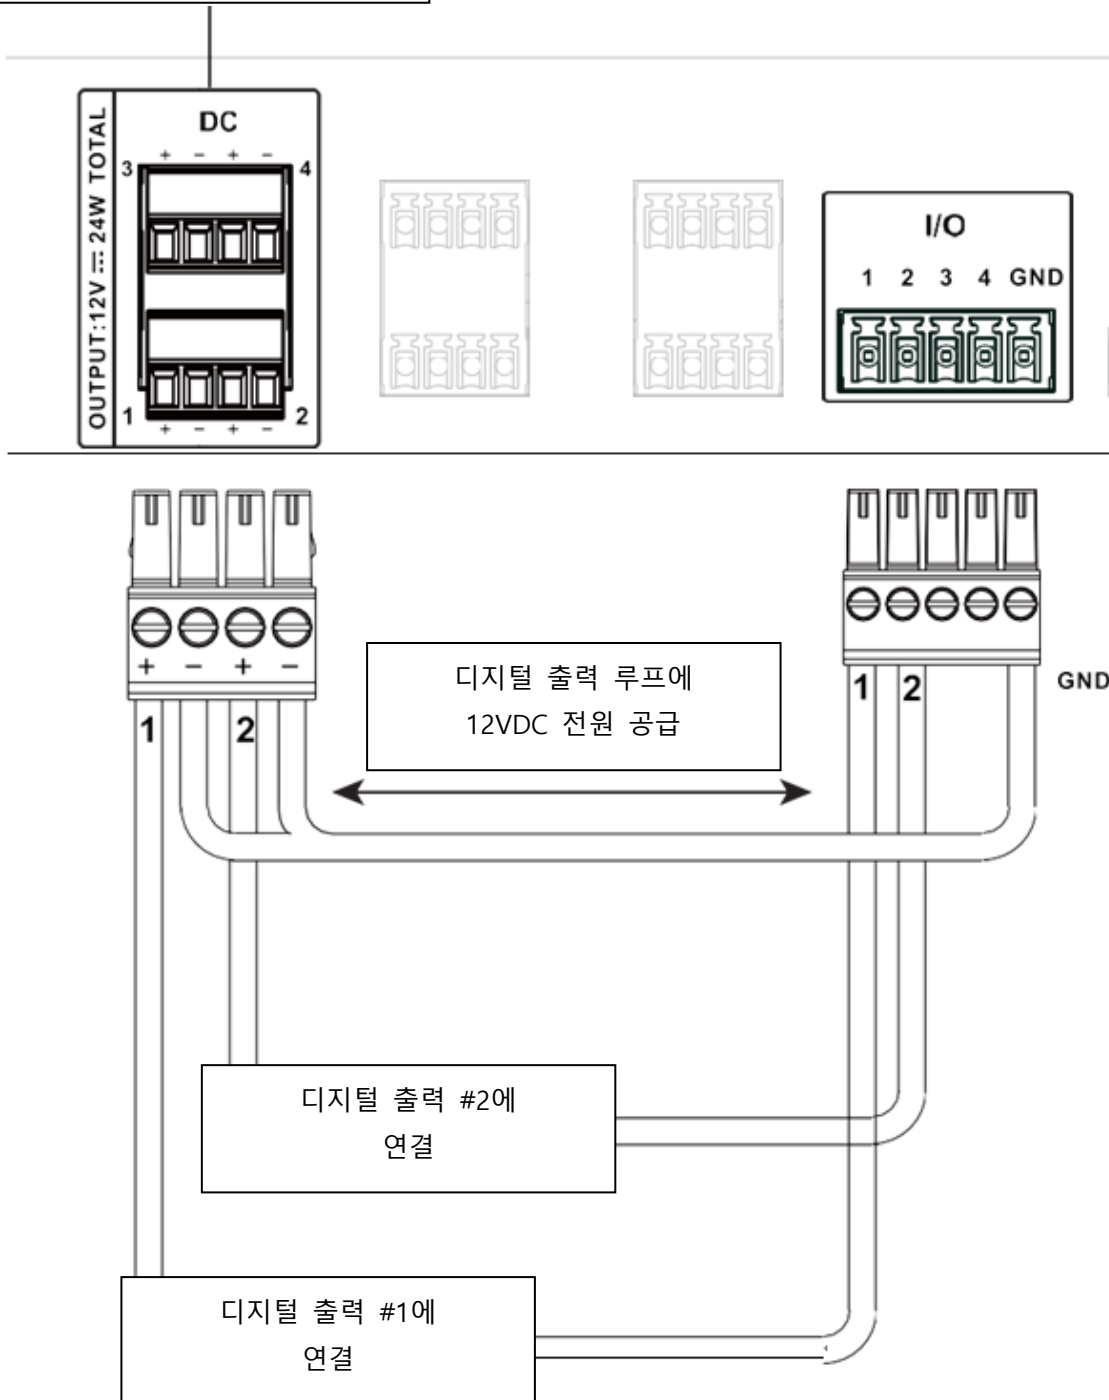 DC
+ - + -
3 4
OUTPUT:12V ⎓ 24W TOTAL
1 2
+ - + -
I/O
1 2 3 4 GND
+ - + -
1 2
디지털 출력 루프에
12VDC 전원 공급
1 2 GND
디지털 출력 #2에
연결
디지털 출력 #1에
연결